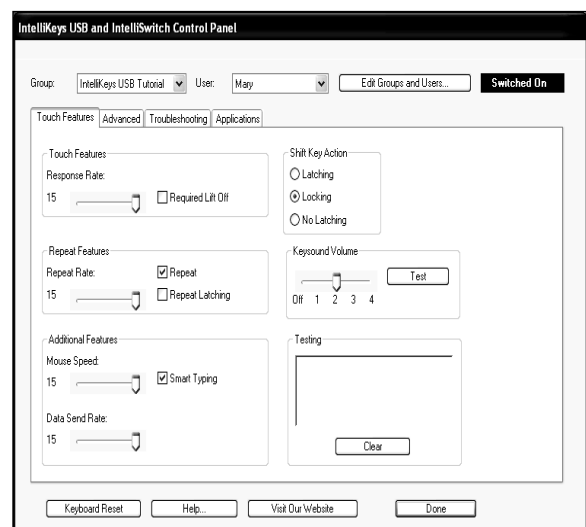 IntelliKeys USB and IntelliSwitch Control Panel
Group: IntelliKeys USB Tutorial User: Mary Edit Groups and Users... Switched On
Touch Features Advanced Troubleshooting Applications
Touch Features
Response Rate:
15 Required Lift Off
Shift Key Action
Latching
Locking
No Latching
Repeat Features
Repeat Rate: Repeat
15 Repeat Latching
Keysound Volume
Test
Off 1 2 3 4
Additional Features
Mouse Speed:
15 Smart Typing
Data Send Rate:
15
Testing
Clear
Keyboard Reset Help... Visit Our Website Done